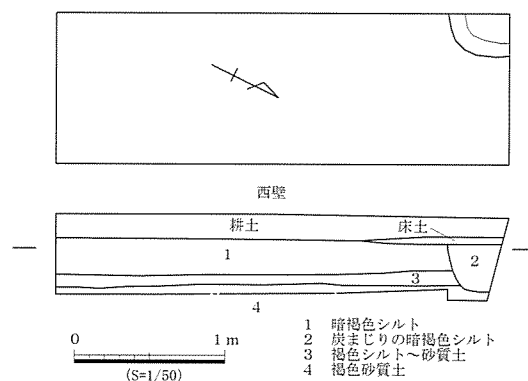 西壁
耕土
床土
1
2
3
4
0 1 m
(S=1/50)
1 暗褐色シルト
2 炭まじりの暗褐色シルト
3 褐色シルト～砂質土
4 褐色砂質土